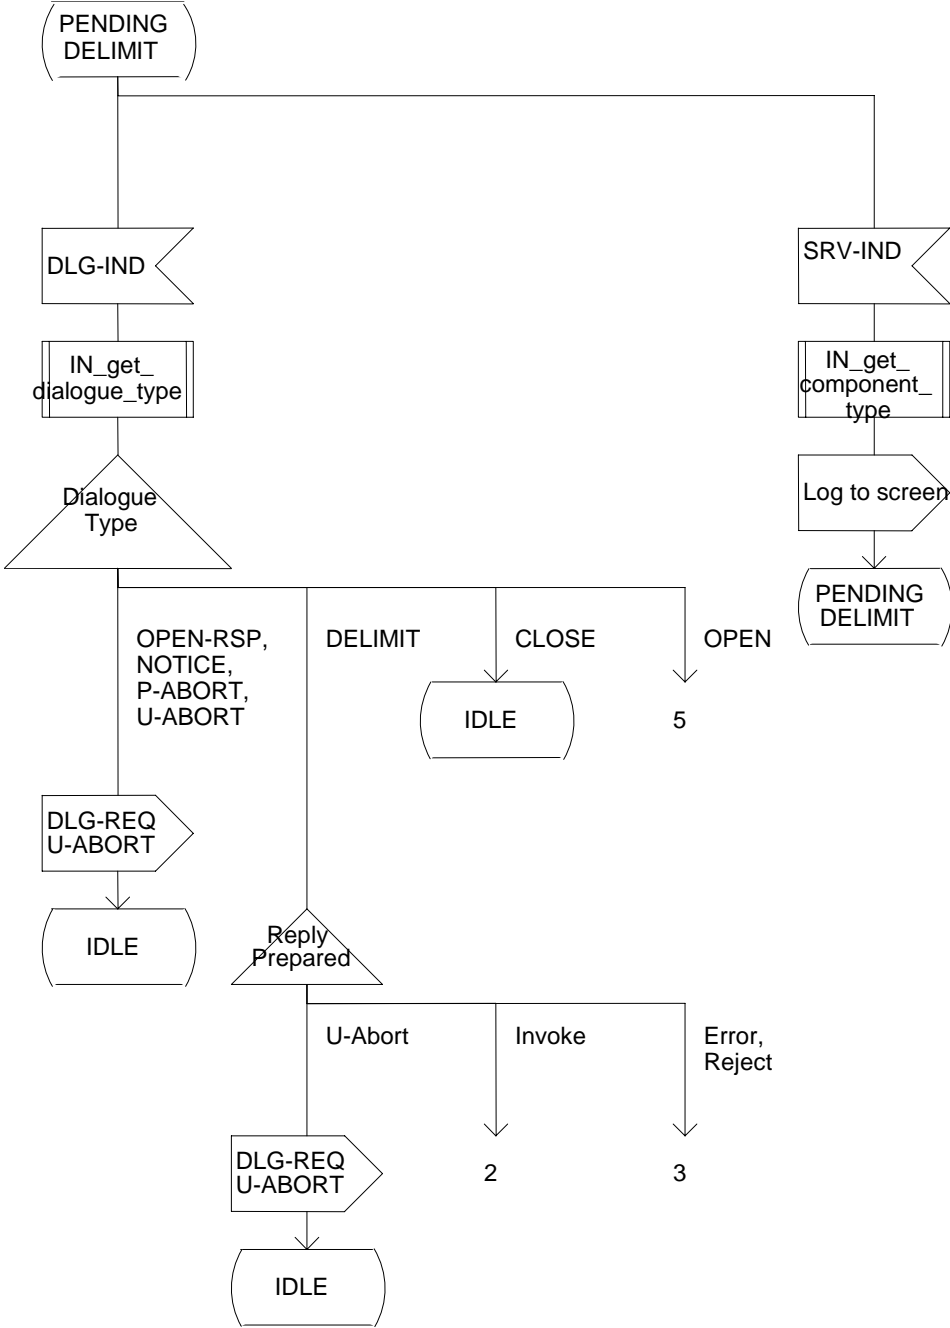 PENDING
DELIMIT
DLG-IND
SRV-IND
IN_get_
dialogue_type
IN_get_
component_
type
Dialogue
Type
Log to screen
PENDING
DELIMIT
OPEN-RSP,
NOTICE,
P-ABORT,
U-ABORT
DELIMIT
CLOSE
OPEN
IDLE
5
DLG-REQ
U-ABORT
IDLE
Reply
Prepared
U-Abort
Invoke
Error,
Reject
DLG-REQ
U-ABORT
2
3
IDLE